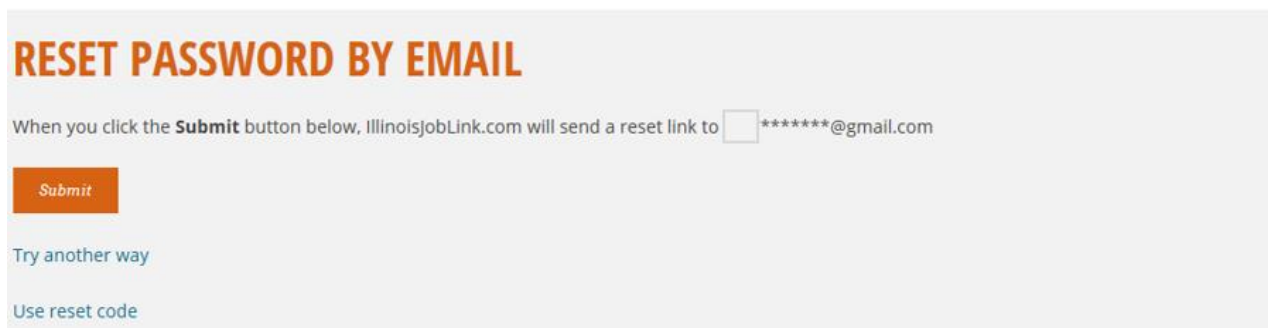 RESET PASSWORD BY EMAIL
When you click the Submit button below, IllinoisJobLink.com will send a reset link to *******@gmail.com
Submit
Try another way
Use reset code